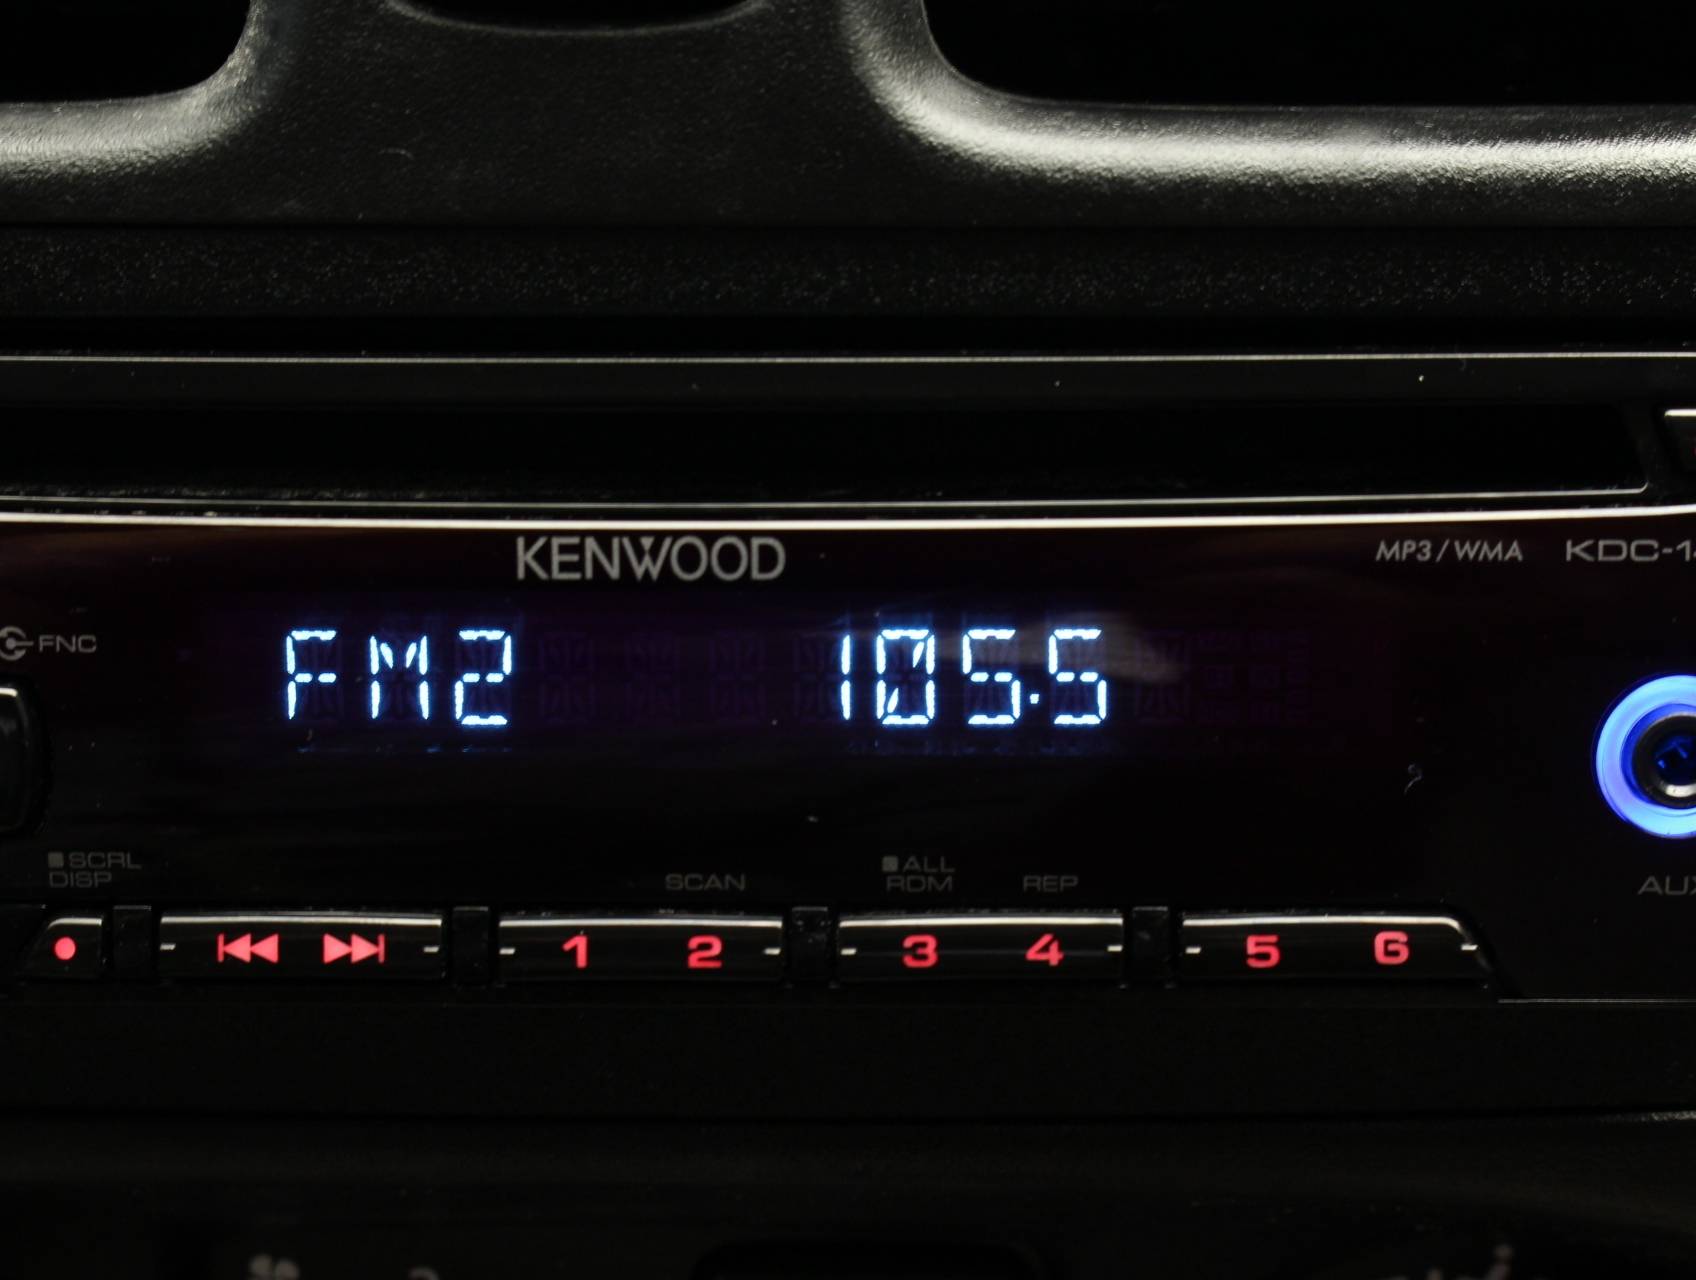 KENWOOD
MP3/WMA
FNC
FM2 105.5
SCRL
DISP
SCAN
ALL
RDM
REP
1 2 3 4 5 6